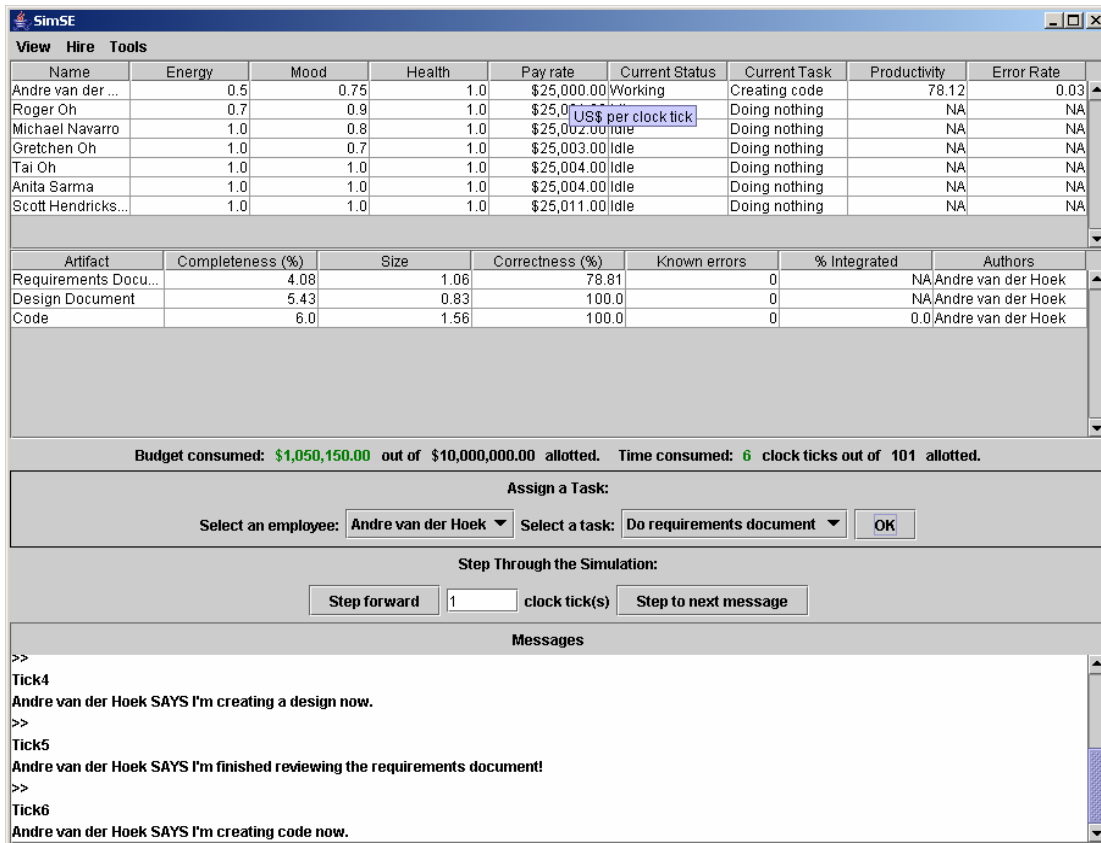 SimSE
View Hire Tools
Name Energy Mood Health Pay rate Current Status Current Task Productivity Error Rate
Andre van der ... 0.5 0.75 1.0 $25,000.00 Working Creating code 78.12 0.03
Roger Oh 0.7 0.9 1.0 Doing nothing NA NA
US$ per clock tick
Michael Navarro 1.0 0.8 1.0 $25,002.00 Idle Doing nothing NA NA
Gretchen Oh 1.0 0.7 1.0 $25,003.00 Idle Doing nothing NA NA
Tai Oh 1.0 1.0 1.0 $25,004.00 Idle Doing nothing NA NA
Anita Sarma 1.0 1.0 1.0 $25,004.00 Idle Doing nothing NA NA
Scott Hendricks... 1.0 1.0 1.0 $25,011.00 Idle Doing nothing NA NA
Artifact Completeness (%) Size Correctness (%) Known errors % Integrated Authors
Requirements Docu... 4.08 1.06 78.81 0 NA Andre van der Hoek
Design Document 5.43 0.83 100.0 0 NA Andre van der Hoek
Code 6.0 1.56 100.0 0 0.0 Andre van der Hoek
Budget consumed: $1,050,150.00 out of $10,000,000.00 allotted. Time consumed: 6 clock ticks out of 101 allotted.
Assign a Task:
Select an employee: Andre van der Hoek Select a task: Do requirements document OK
Step Through the Simulation:
Step forward 1 clock tick(s) Step to next message
Messages
>>
Tick4
Andre van der Hoek SAYS I'm creating a design now.
>>
Tick5
Andre van der Hoek SAYS I'm finished reviewing the requirements document!
>>
Tick6
Andre van der Hoek SAYS I'm creating code now.